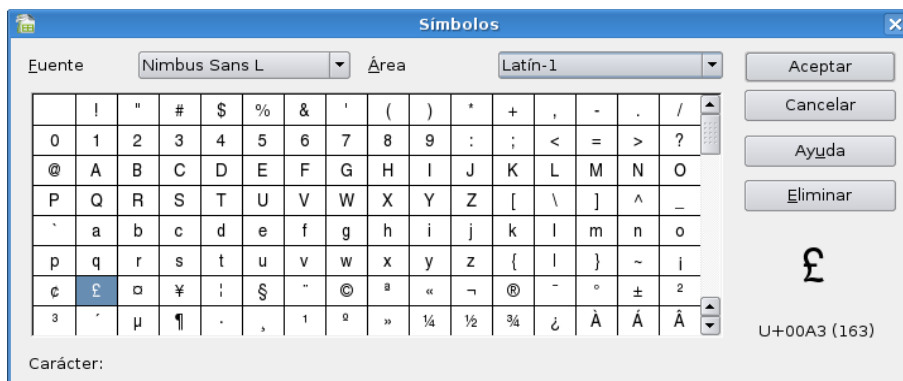 Símbolos
Fuente Nimbus Sans L Área Latín-1 Aceptar
Cancelar
Ayuda
Eliminar
! " # $ % & ' ( ) * + , - . /
0 1 2 3 4 5 6 7 8 9 : ; < = > ?
@ A B C D E F G H I J K L M N O
P Q R S T U V W X Y Z [ \ ] ^ _
` a b c d e f g h i j k l m n o
p q r s t u v w x y z { | } ~ ¡
¢ £ ¤ ¥ ¦ § ¨ © ª « ¬ ® ¯ ° ± ²
³ ´ µ ¶ · ¸ ¹ º » ¼ ½ ¾ ¿ À Á Â
£
U+00A3 (163)
Carácter: